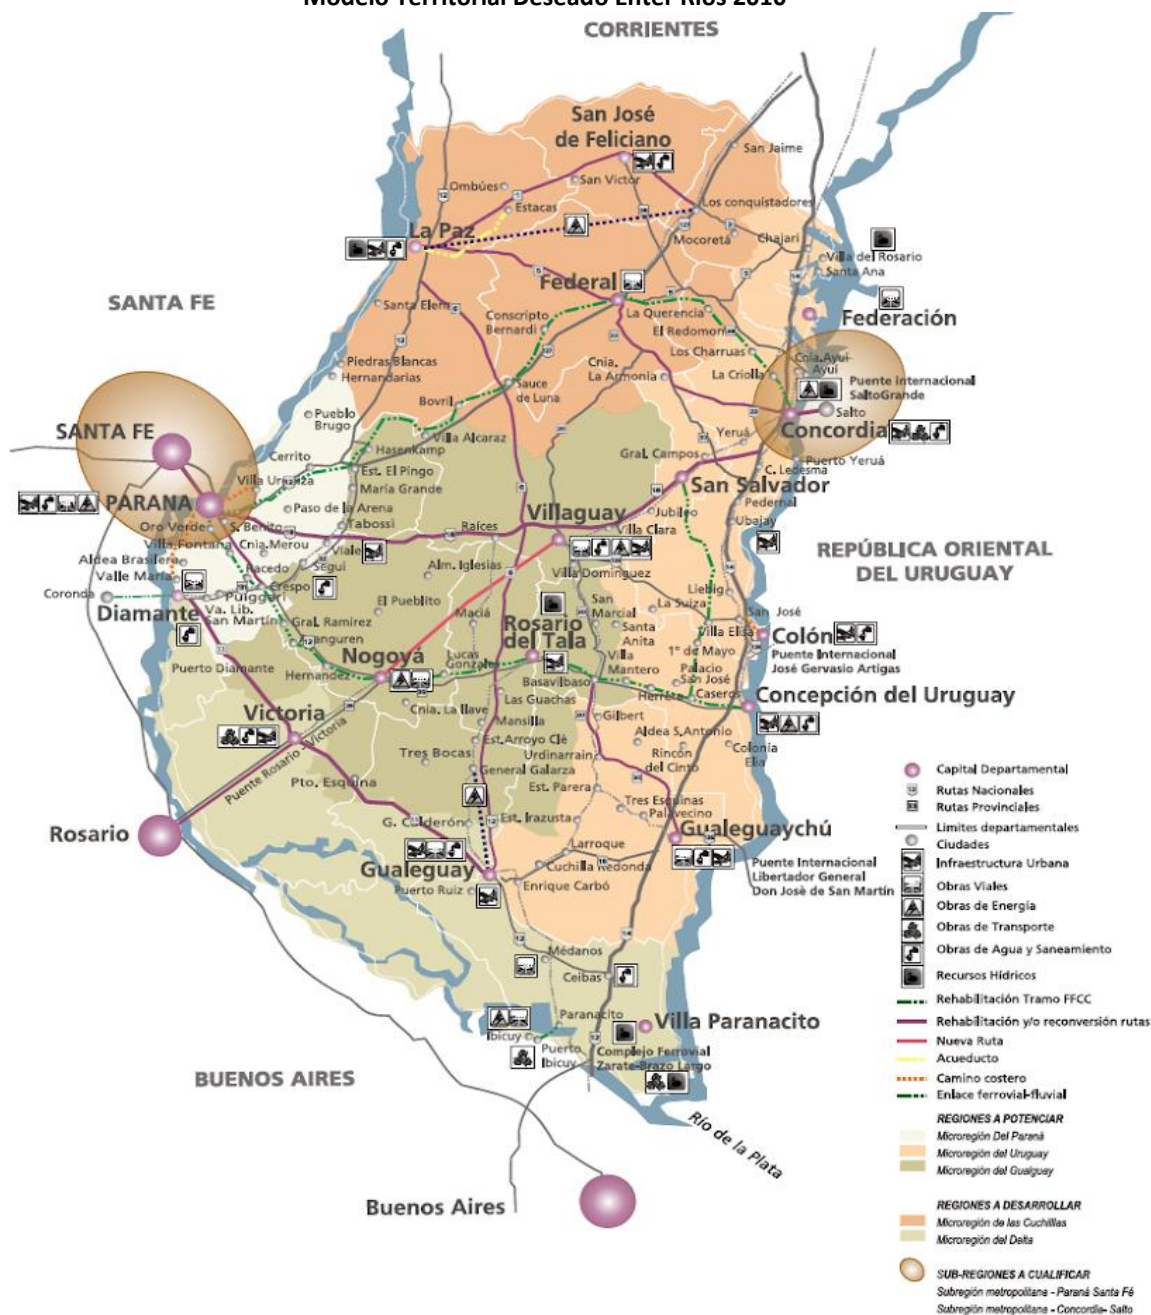 Modelo Territorial Deseado Enter Ríos 2016
CORRIENTES
San José
de Feliciano
San Jaime
San Victor
Ombúes
Estacas
Los conquistadores
La Paz
Mocoretá
Chajari
Villa del Rosario
Santa Ana
SANTA FE
Federal
Santa Elena
Conscripto
Bernardi
La Querencia
El Redomon
Federación
Los Charruas
Cnia.Ayui
Ayui
Piedras Blancas
Hernandarias
Cnia.
La Armonia
La Criolla
Puente Internacional
SaltoGrande
Sauce
de Luna
Bovril
Salto
Pueblo
Brugo
Concordia
SANTA FE
Villa Alcaraz
Yeruá
Hasenkamp
Cerrito
Gral. Campos
Puerto Yeruá
Est. El Pingo
C. Ledesma
Villa Urquiza
María Grande
San Salvador
PARANA
Pedernal
Paso de la Arena
Villaguay
Jubileo
Oro Verde
S. Benito
Tabossi
Raíces
Villa Clara
Ubajay
Villa Fontana
Cnia.Merou
Viale
REPÚBLICA ORIENTAL
DEL URUGUAY
Aldea Brasilera
Racedo
Segui
Alm. Iglesias
Villa Dominguez
Valle María
Crespo
Liebig
Coronda
Puiggari
El Pueblito
Maciá
San
Marcial
La Suiza
San José
Diamante
Va. Lib.
San Martín
Gral. Ramírez
Rosario
del Tala
Santa
Anita
Villa Elisa
Colón
Aranguren
1° de Mayo
Puente Internacional
José Gervasio Artigas
Nogoyá
Lucas
Gonzalez
Villa
Mantero
Palacio
San José
Puerto Diamante
Hernandez
Basavilbaso
Herrera
Caseros
Concepción del Uruguay
Las Guachas
Cnia. La llave
Victoria
Mansilla
Gilbert
Aldea S.Antonio
Puente Rosario - Victoria
Est.Arroyo Clé
Colonia
Elia
Tres Bocas
Urdinarrain
Rincón
del Cinto
General Galarza
Pto. Esquina
Est. Parera
Tres Esquinas
Palavecino
Rosario
G. Calderón
Est. Irazusta
Gualeguaychú
Larroque
Gualeguay
Cuchilla Redonda
Puente Internacional
Libertador General
Don José de San Martín
Puerto Ruiz
Enrique Carbó
Médanos
Ceibas
Paranacito
Villa Paranacito
Ibicuy
Puerto
Ibicuy
Complejo Ferrovial
Zarate-Brazo Largo
BUENOS AIRES
Río de la Plata
Buenos Aires
Capital Departamental
Rutas Nacionales
Rutas Provinciales
Limites departamentales
Ciudades
Infraestructura Urbana
Obras Viales
Obras de Energía
Obras de Transporte
Obras de Agua y Saneamiento
Recursos Hídricos
Rehabilitación Tramo FFCC
Rehabilitación y/o reconversión rutas
Nueva Ruta
Acueducto
Camino costero
Enlace ferrovial-fluvial
REGIONES A POTENCIAR
Microregión Del Paraná
Microregión del Uruguay
Microregión del Gualguay
REGIONES A DESARROLLAR
Microregión de las Cuchillas
Microregión del Delta
SUB-REGIONES A CUALIFICAR
Subregión metropolitana - Paraná Santa Fé
Subregión metropolitana - Concordia- Salto